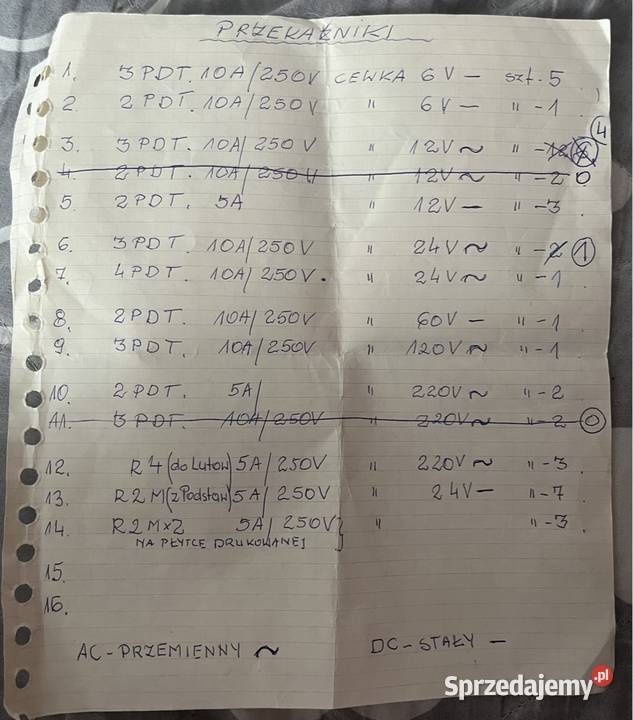 PRZEKAŹNIKI
1. 3PDT. 10A/250V CEWKA 6V — szt. 5
2. 2PDT. 10A/250V " 6V — " - 1
3. 3PDT. 10A/250V " 12V ~ " - 4
4. 2PDT. 10A/250V " 12V ~ " - 2 0
5 2PDT. 5A " 12V — " - 3
6. 3PDT. 10A/250V " 24V ~ " - 2 1
7. 4PDT. 10A/250V. " 24V ~ " - 1
8. 2PDT. 10A/250V " 60V — " - 1
9. 3PDT. 10A/250V " 120V ~ " - 1
10. 2PDT. 5A/ " 220V ~ " - 2
11. 3PDT. 10A/250V " 220V ~ " - 2 0
12. R4 (do Lutow) 5A/250V " 220V ~ " - 3
13. R2M (z Podstaw) 5A/250V " 24V — " - 7
14. R2M×2 5A/250V } " " - 3
NA PŁYTCE DRUKOWANEJ
15.
16.
AC - PRZEMIENNY ~ DC - STAŁY —
Sprzedajemy.pl